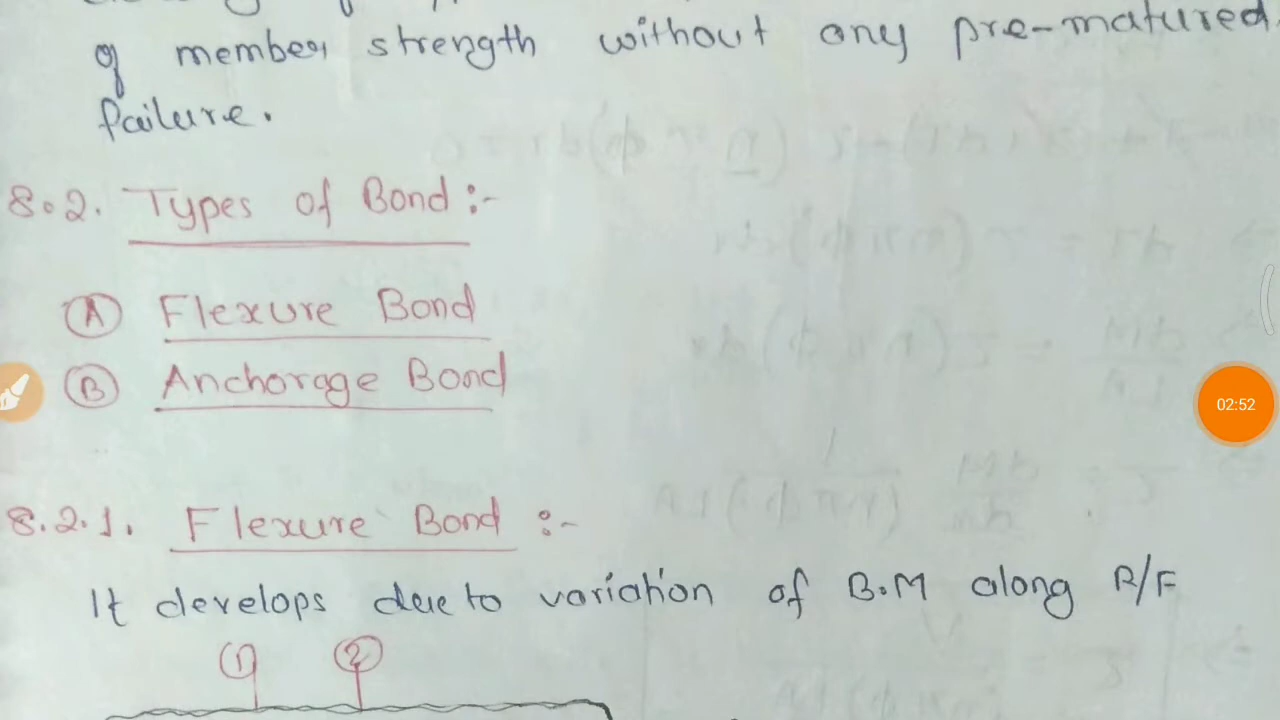 of member strength without any pre-matured
failure.
8.2. Types of Bond :-
A Flexure Bond
B Anchorage Bond
8.2.1. Flexure Bond :-
It develops due to variation of B.M along R/F
1 2
02:52